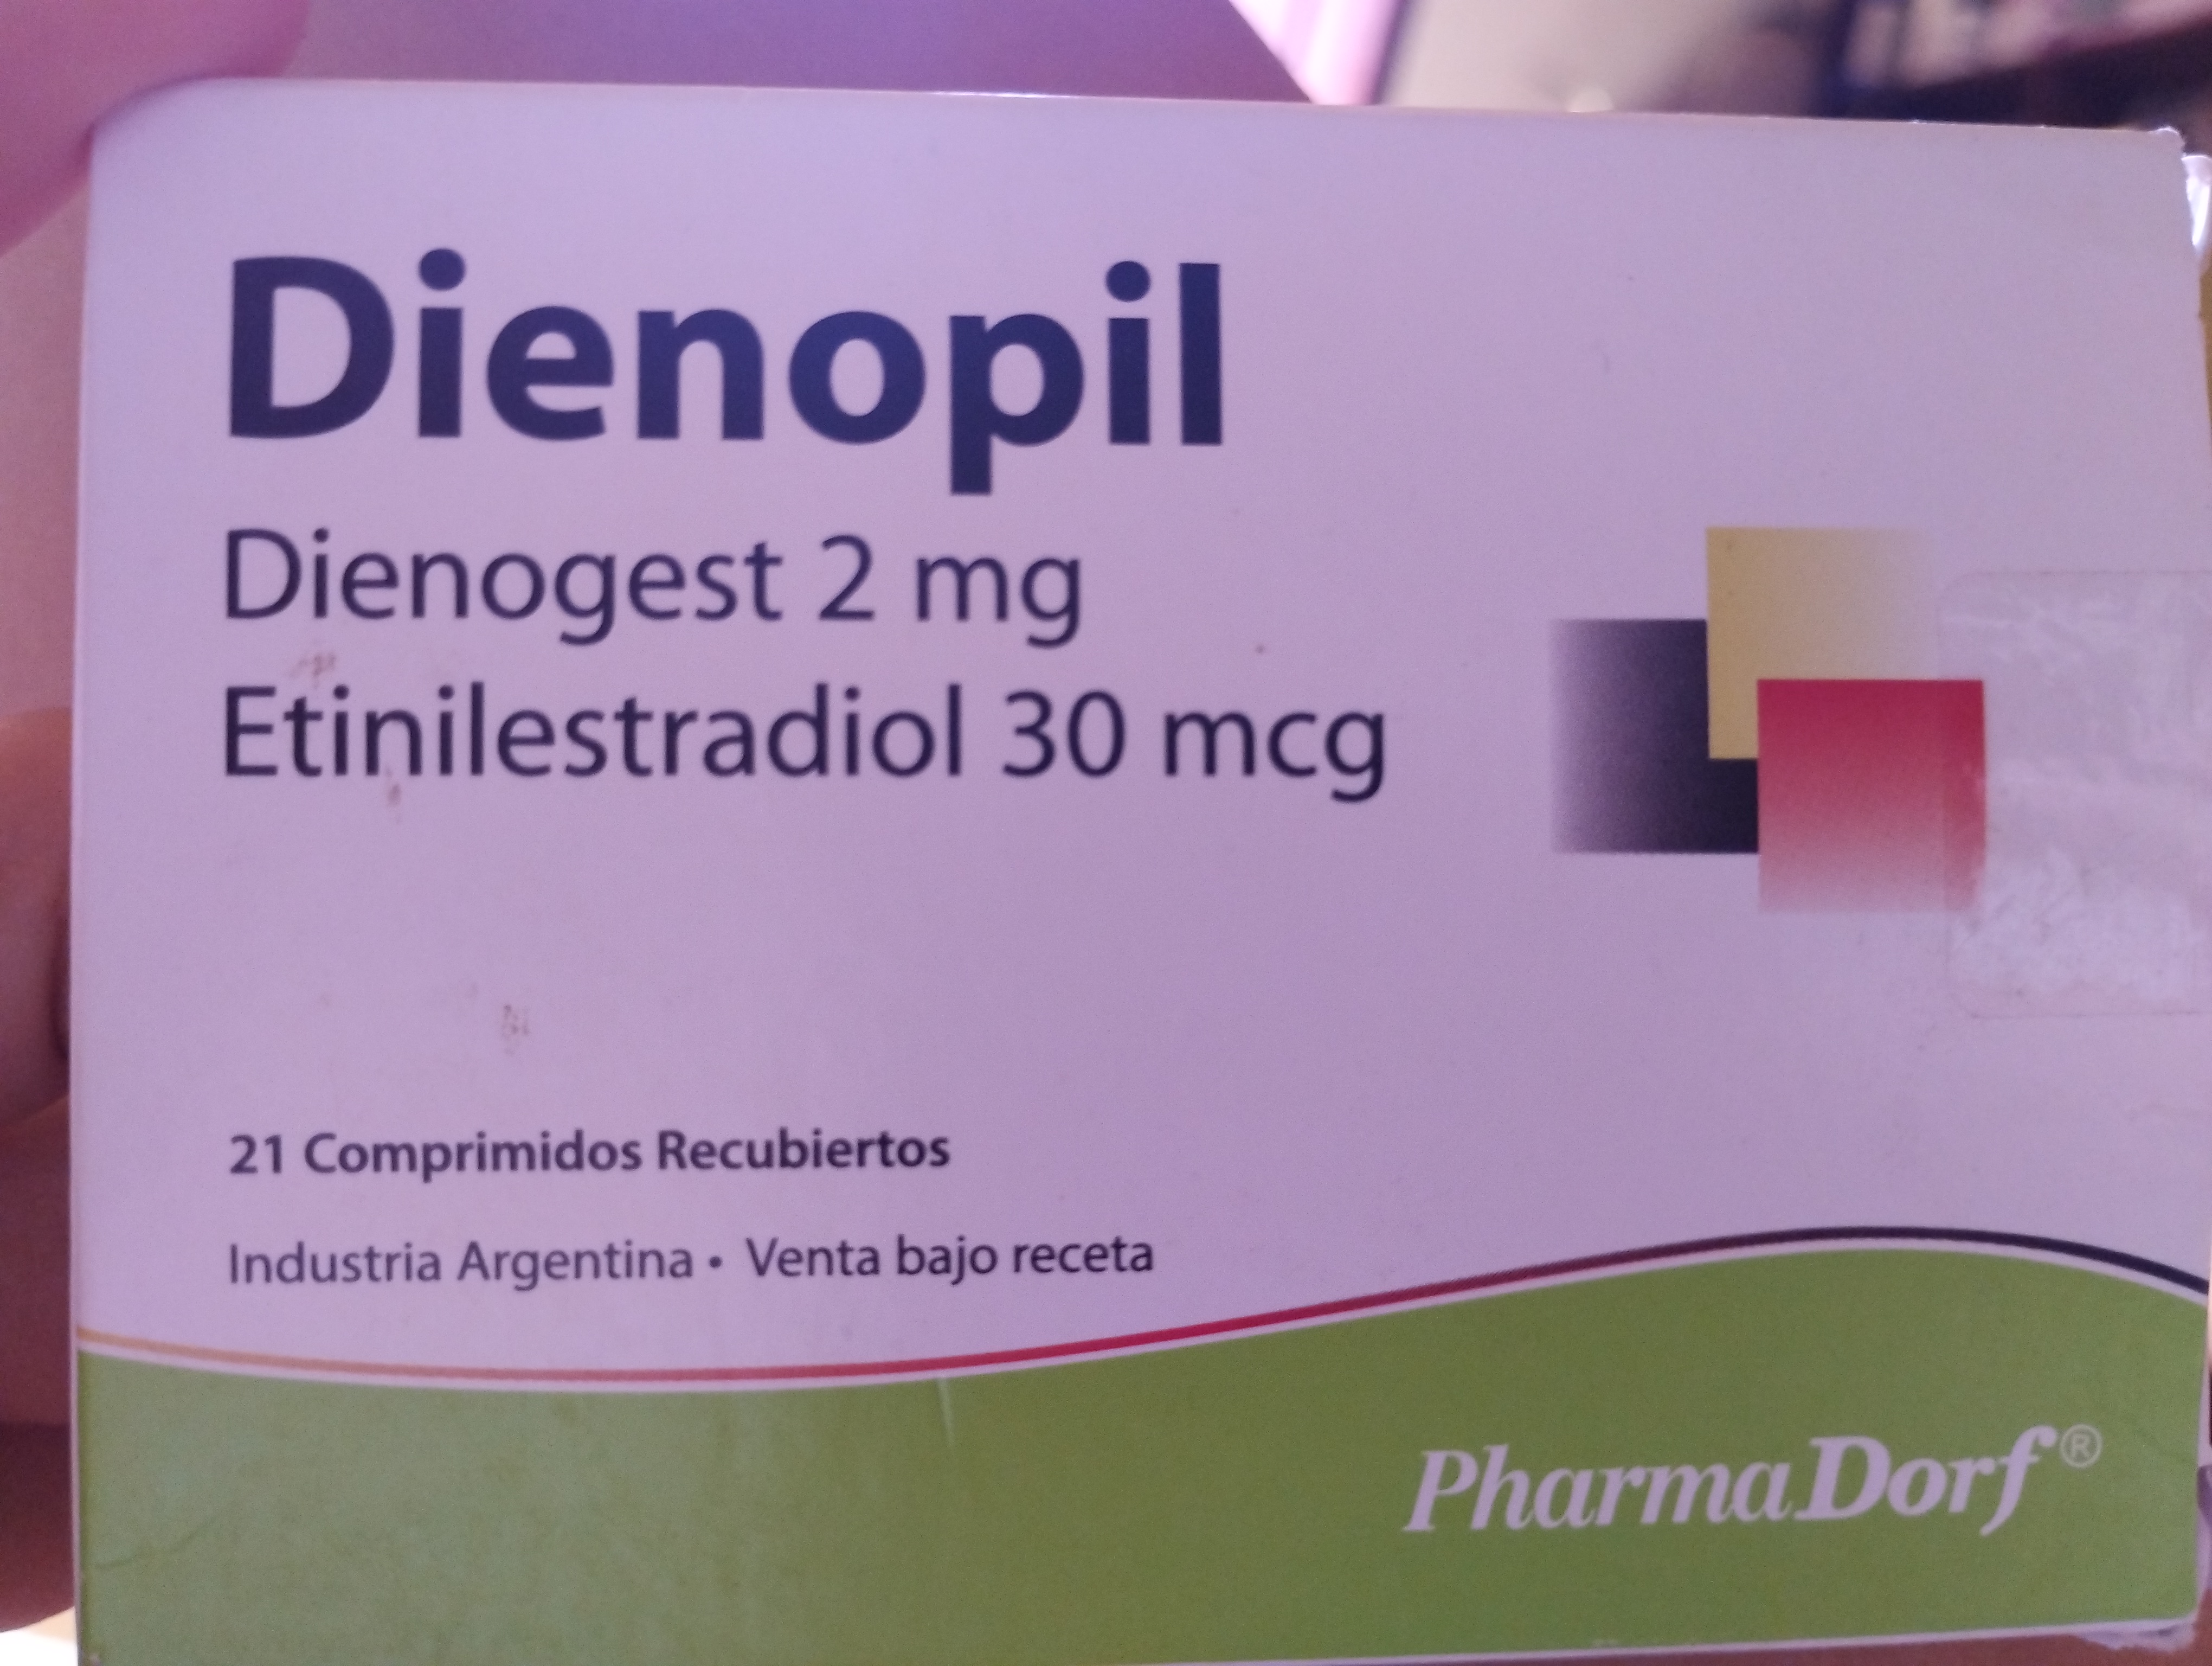 Dienopil
Dienogest 2 mg
Etinilestradiol 30 mcg
21 Comprimidos Recubiertos
Industria Argentina • Venta bajo receta
PharmaDorf®